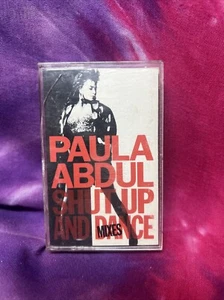 PAULA
ABDUL
SHUT UP
AND DANCE
MIXES